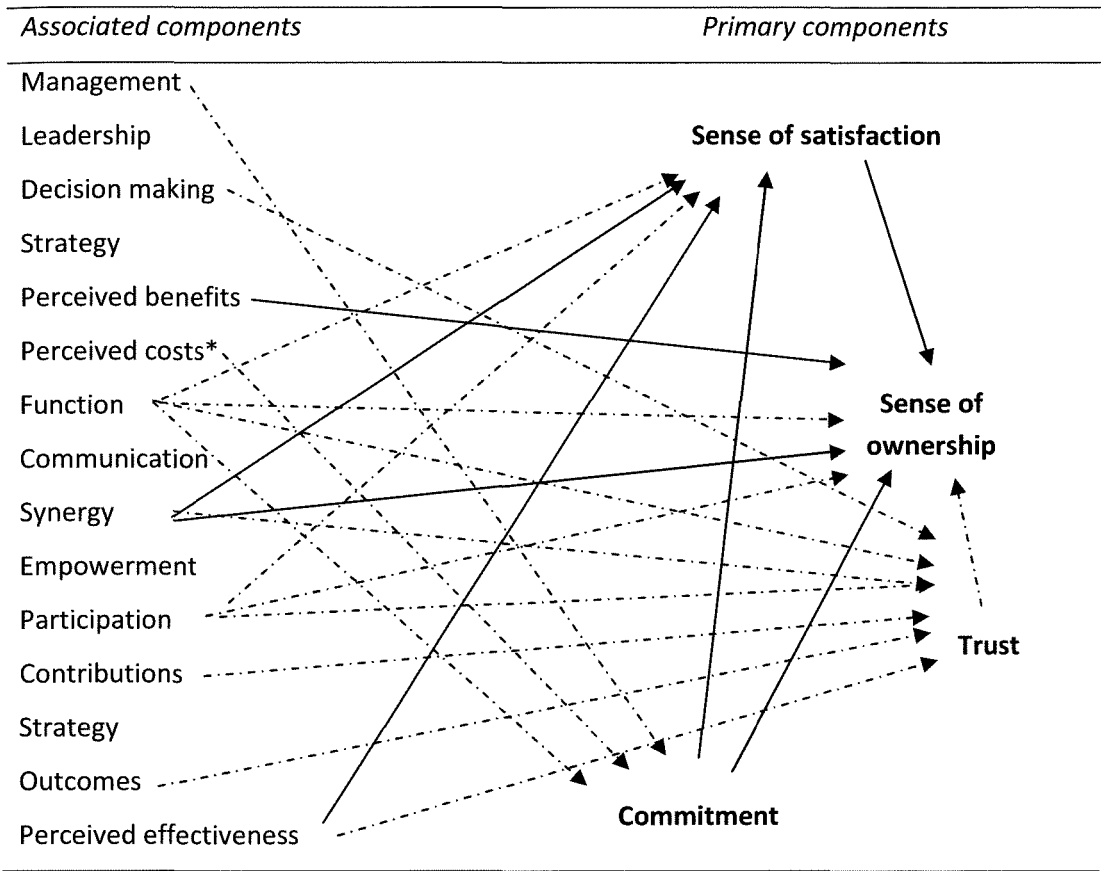 Associated components Primary components
Management
Leadership
Sense of satisfaction
Decision making
Strategy
Perceived benefits
Perceived costs*
Function
Sense of
ownership
Communication
Synergy
Empowerment
Participation
Trust
Contributions
Strategy
Outcomes
Commitment
Perceived effectiveness